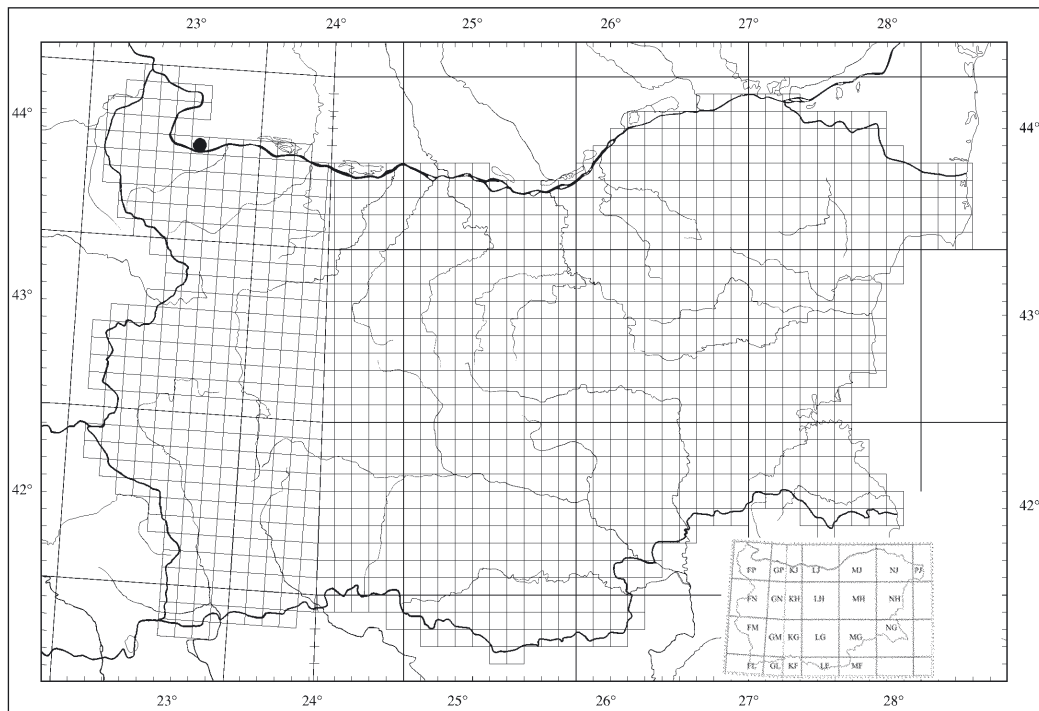 23° 24° 25° 26° 27° 28°
44° 44°
43° 43°
42° 42°
FP GP KJ LJ MJ NJ PJ
FN GN KH LH MH NH
FM GM KG LG MG NG
FL GL KF LF MF
23° 24° 25° 26° 27° 28°